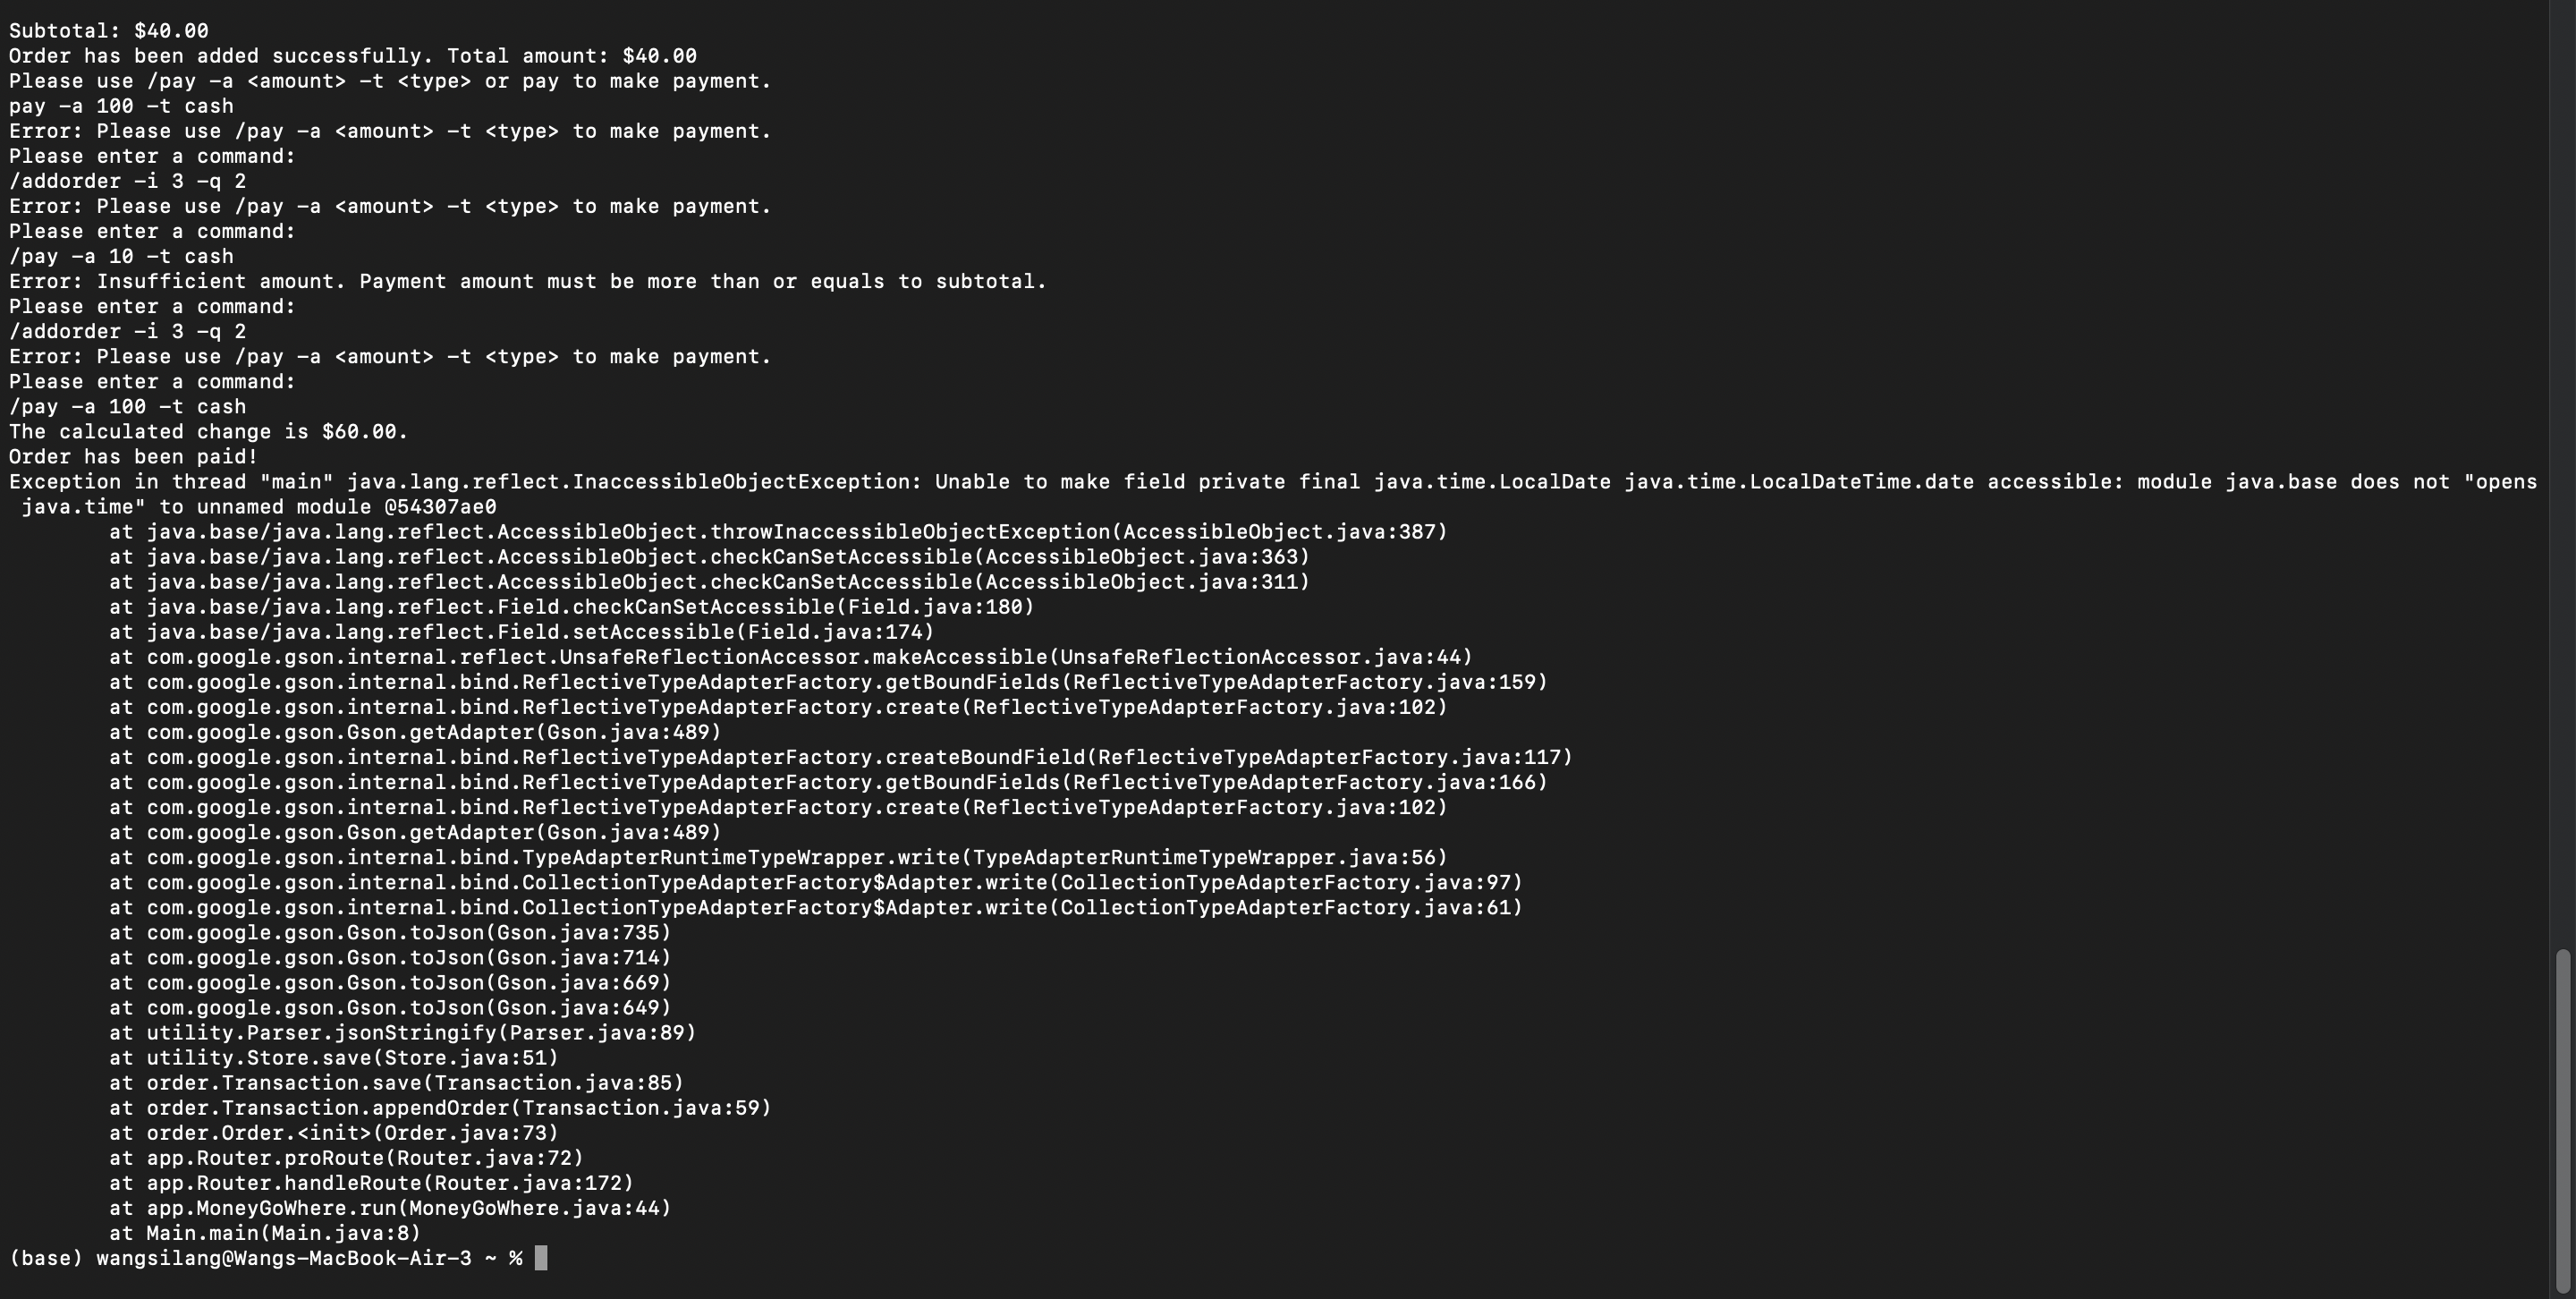 Subtotal: $40.00
Order has been added successfully. Total amount: $40.00
Please use /pay -a <amount> -t <type> or pay to make payment.
pay -a 100 -t cash
Error: Please use /pay -a <amount> -t <type> to make payment.
Please enter a command:
/addorder -i 3 -q 2
Error: Please use /pay -a <amount> -t <type> to make payment.
Please enter a command:
/pay -a 10 -t cash
Error: Insufficient amount. Payment amount must be more than or equals to subtotal.
Please enter a command:
/addorder -i 3 -q 2
Error: Please use /pay -a <amount> -t <type> to make payment.
Please enter a command:
/pay -a 100 -t cash
The calculated change is $60.00.
Order has been paid!
Exception in thread "main" java.lang.reflect.InaccessibleObjectException: Unable to make field private final java.time.LocalDate java.time.LocalDateTime.date accessible: module java.base does not "opens
 java.time" to unnamed module @54307ae0
        at java.base/java.lang.reflect.AccessibleObject.throwInaccessibleObjectException(AccessibleObject.java:387)
        at java.base/java.lang.reflect.AccessibleObject.checkCanSetAccessible(AccessibleObject.java:363)
        at java.base/java.lang.reflect.AccessibleObject.checkCanSetAccessible(AccessibleObject.java:311)
        at java.base/java.lang.reflect.Field.checkCanSetAccessible(Field.java:180)
        at java.base/java.lang.reflect.Field.setAccessible(Field.java:174)
        at com.google.gson.internal.reflect.UnsafeReflectionAccessor.makeAccessible(UnsafeReflectionAccessor.java:44)
        at com.google.gson.internal.bind.ReflectiveTypeAdapterFactory.getBoundFields(ReflectiveTypeAdapterFactory.java:159)
        at com.google.gson.internal.bind.ReflectiveTypeAdapterFactory.create(ReflectiveTypeAdapterFactory.java:102)
        at com.google.gson.Gson.getAdapter(Gson.java:489)
        at com.google.gson.internal.bind.ReflectiveTypeAdapterFactory.createBoundField(ReflectiveTypeAdapterFactory.java:117)
        at com.google.gson.internal.bind.ReflectiveTypeAdapterFactory.getBoundFields(ReflectiveTypeAdapterFactory.java:166)
        at com.google.gson.internal.bind.ReflectiveTypeAdapterFactory.create(ReflectiveTypeAdapterFactory.java:102)
        at com.google.gson.Gson.getAdapter(Gson.java:489)
        at com.google.gson.internal.bind.TypeAdapterRuntimeTypeWrapper.write(TypeAdapterRuntimeTypeWrapper.java:56)
        at com.google.gson.internal.bind.CollectionTypeAdapterFactory$Adapter.write(CollectionTypeAdapterFactory.java:97)
        at com.google.gson.internal.bind.CollectionTypeAdapterFactory$Adapter.write(CollectionTypeAdapterFactory.java:61)
        at com.google.gson.Gson.toJson(Gson.java:735)
        at com.google.gson.Gson.toJson(Gson.java:714)
        at com.google.gson.Gson.toJson(Gson.java:669)
        at com.google.gson.Gson.toJson(Gson.java:649)
        at utility.Parser.jsonStringify(Parser.java:89)
        at utility.Store.save(Store.java:51)
        at order.Transaction.save(Transaction.java:85)
        at order.Transaction.appendOrder(Transaction.java:59)
        at order.Order.<init>(Order.java:73)
        at app.Router.proRoute(Router.java:72)
        at app.Router.handleRoute(Router.java:172)
        at app.MoneyGoWhere.run(MoneyGoWhere.java:44)
        at Main.main(Main.java:8)
(base) wangsilang@Wangs-MacBook-Air-3 ~ %